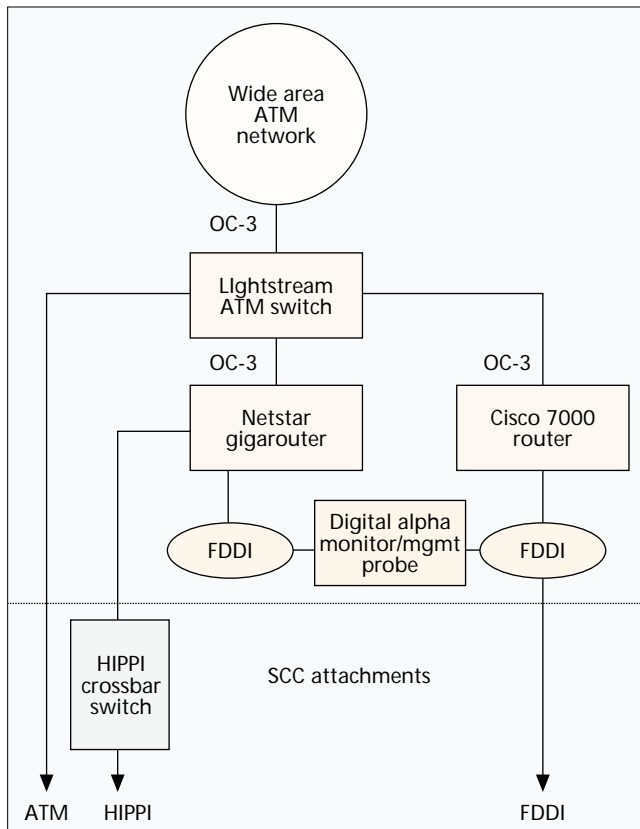 Wide area
ATM
network
OC-3
LIghtstream
ATM switch
OC-3
OC-3
Netstar
gigarouter
Cisco 7000
router
FDDI
Digital alpha
monitor/mgmt
probe
FDDI
HIPPI
crossbar
switch
SCC attachments
ATM
HIPPI
FDDI